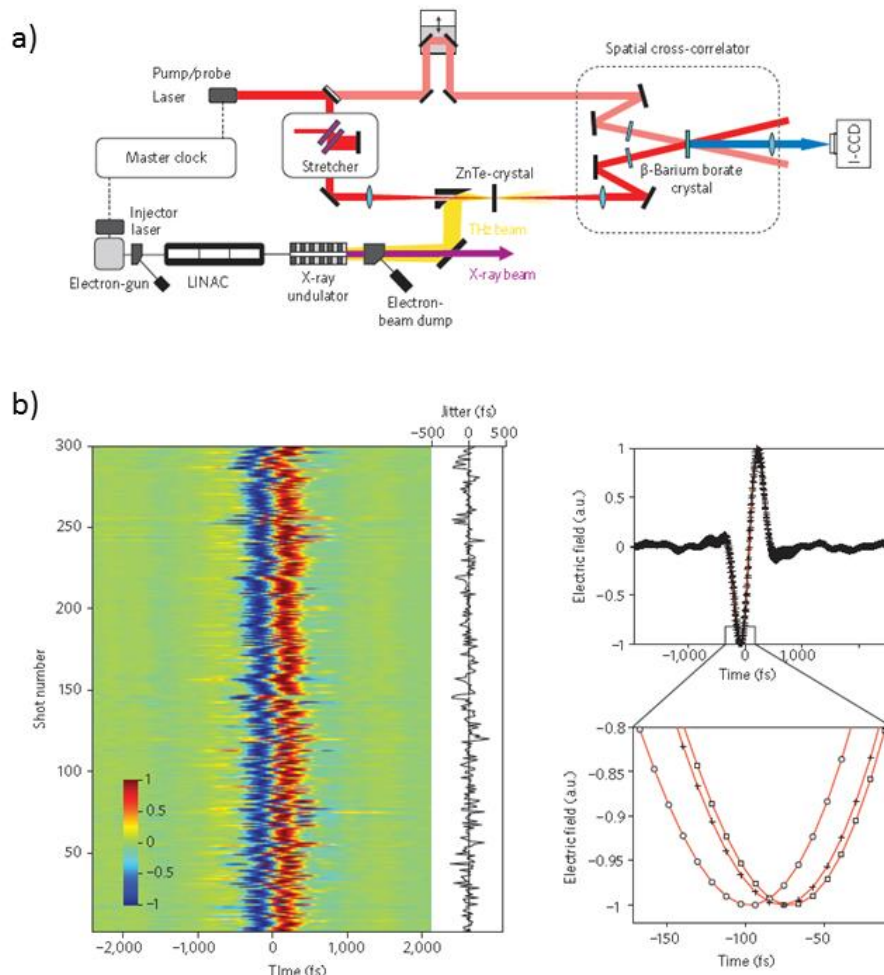 a)
Pump/probe
Laser
Master clock
Injector
laser
Electron-gun
LINAC
X-ray
undulator
Electron-
beam dump
Stretcher
ZnTe-crystal
THz beam
X-ray beam
Spatial cross-correlator
β-Barium borate
crystal
I-CCD
b)
Jitter (fs)
−500 0 500
300
250
200
150
100
50
Shot number
1
0.5
0
−0.5
−1
−2,000 −1,000 0 1,000 2,000
Time (fs)
1
0.5
0
−0.5
−1
Electric field (a.u.)
−1,000 0 1,000
Time (fs)
−0.8
−0.85
−0.9
−0.95
−1
Electric field (a.u.)
−150 −100 −50
Time (fs)